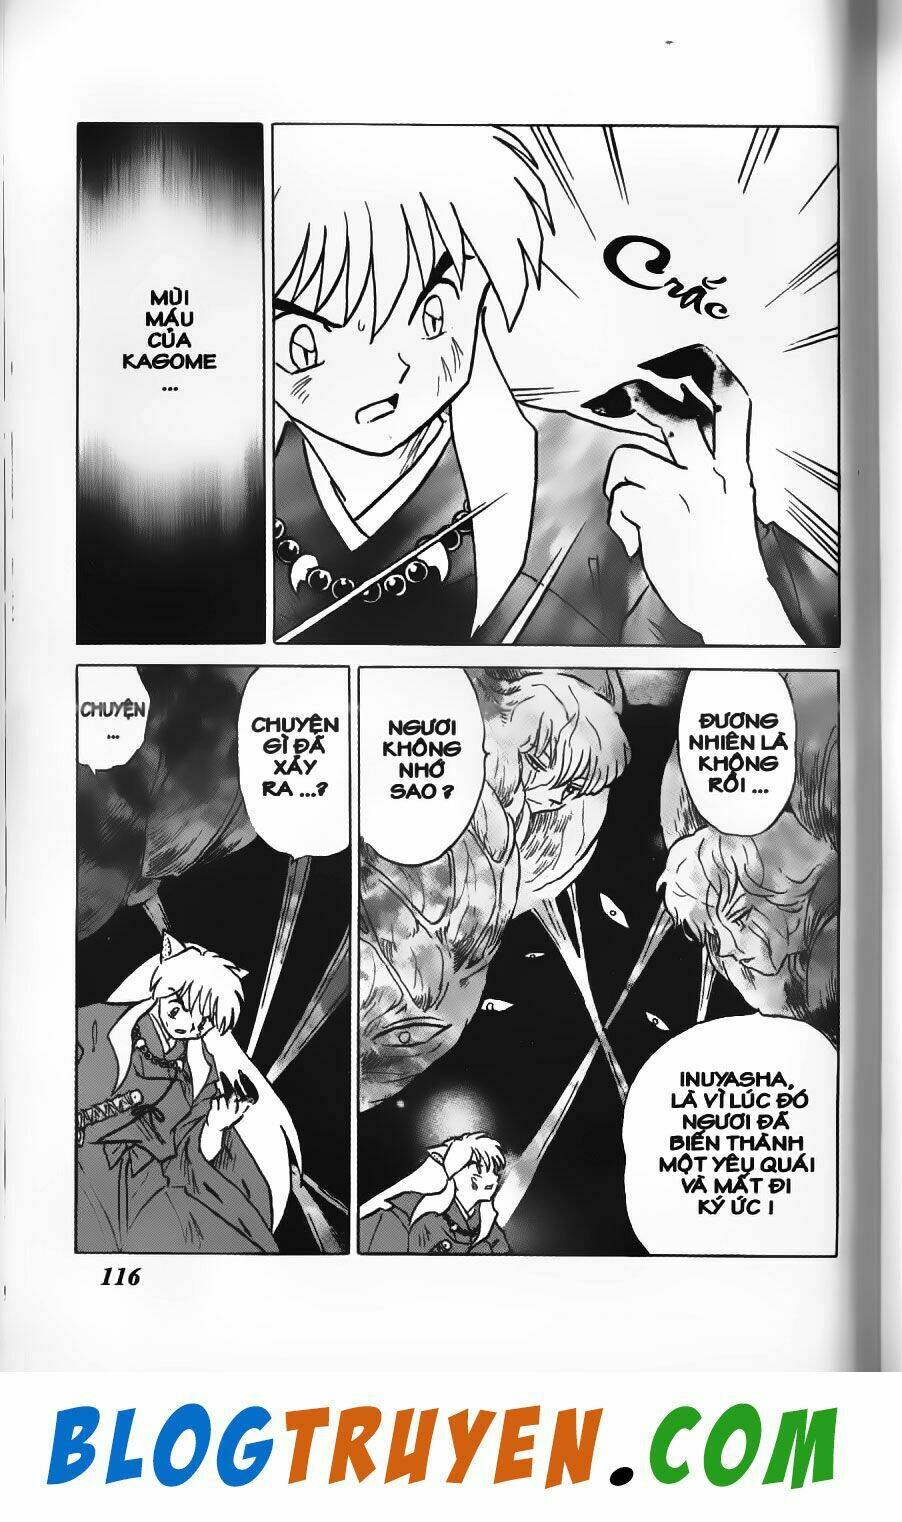 MÙI
MÁU
CỦA
KAGOME
...
Crắc
CHUYỆN
...
CHUYỆN
GÌ ĐÃ
XẢY
RA ...?
NGƯƠI
KHÔNG
NHỚ
SAO ?
ĐƯƠNG
NHIÊN LÀ
KHÔNG
RỒI ...
INUYASHA,
LÀ VÌ LÚC ĐÓ
NGƯƠI ĐÃ
BIẾN THÀNH
MỘT YÊU QUÁI
VÀ MẤT ĐI
KÝ ỨC !
116
BLOGTRUYEN.COM